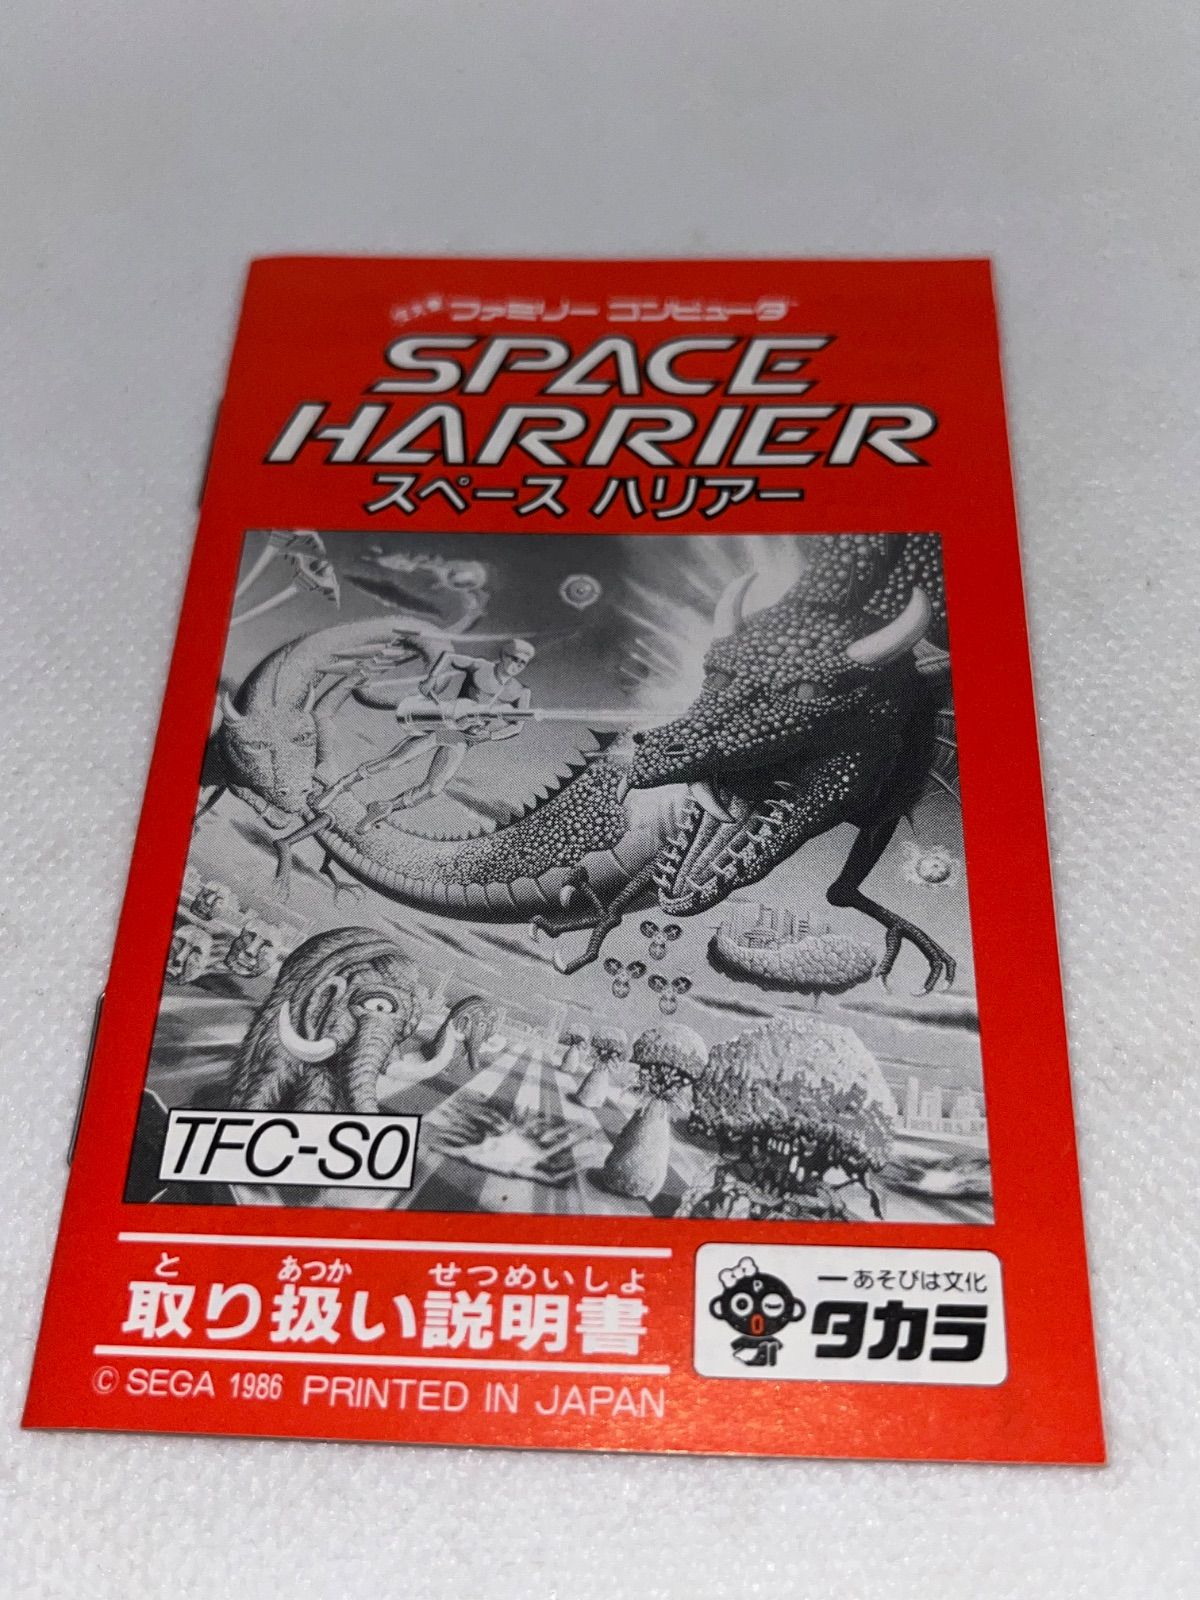 ファミリー コンピュータ
SPACE
HARRIER
スペース ハリアー
TFC-S0
と あつか せつめいしょ
取り扱い説明書
© SEGA 1986 PRINTED IN JAPAN
ーあそびは文化
タカラ